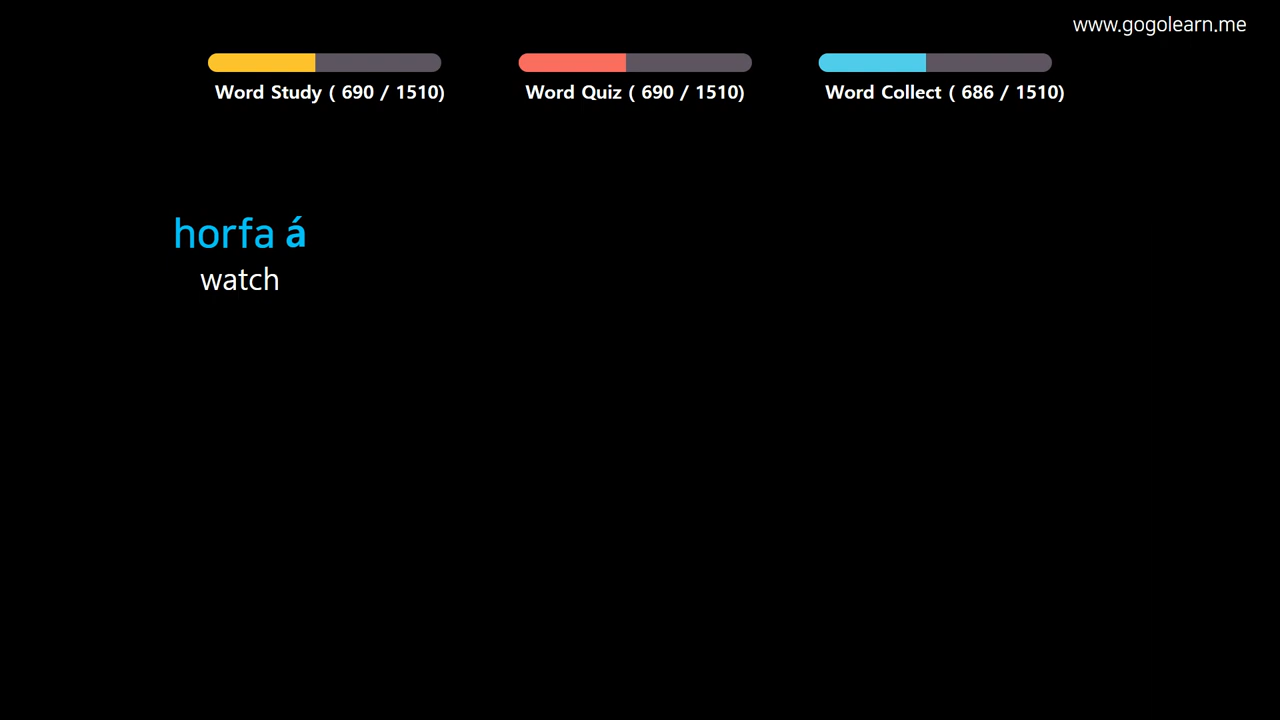 www.gogolearn.me
Word Study ( 690 / 1510)
Word Quiz ( 690 / 1510)
Word Collect ( 686 / 1510)
horfa á
watch